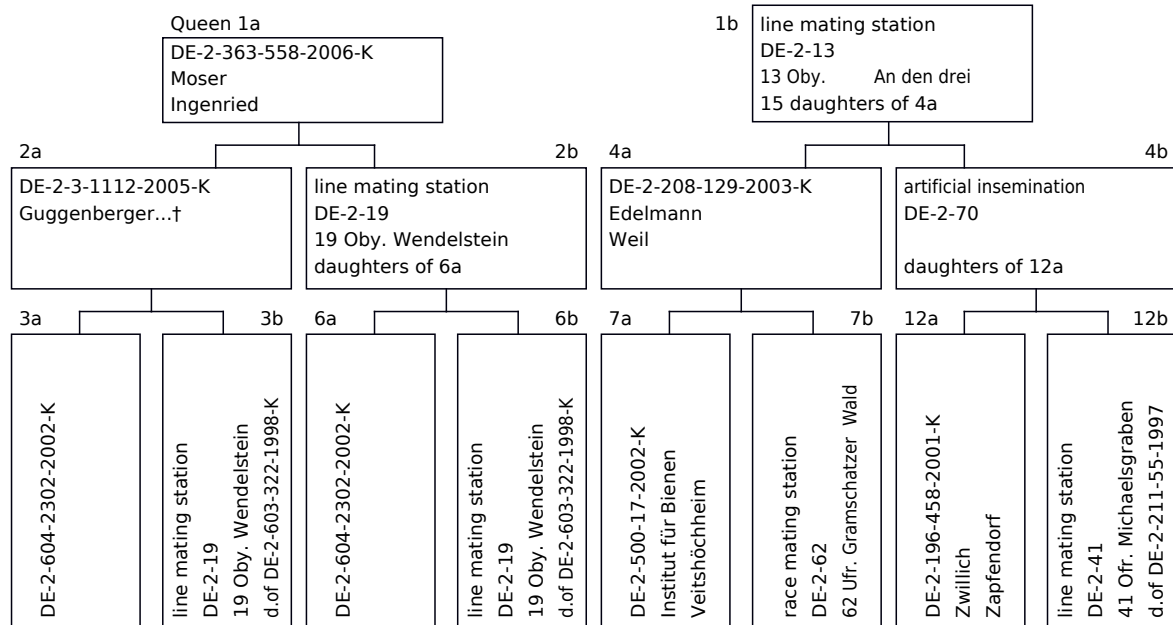 Queen 1a
DE-2-363-558-2006-K
Moser
Ingenried
1b
line mating station
DE-2-13
13 Oby. An den drei
15 daughters of 4a
2a
DE-2-3-1112-2005-K
Guggenberger...†
2b
line mating station
DE-2-19
19 Oby. Wendelstein
daughters of 6a
4a
DE-2-208-129-2003-K
Edelmann
Weil
4b
artificial insemination
DE-2-70
daughters of 12a
3a
DE-2-604-2302-2002-K
3b
line mating station
DE-2-19
19 Oby. Wendelstein
d.of DE-2-603-322-1998-K
6a
DE-2-604-2302-2002-K
6b
line mating station
DE-2-19
19 Oby. Wendelstein
d.of DE-2-603-322-1998-K
7a
DE-2-500-17-2002-K
Institut für Bienen
Veitshöchheim
7b
race mating station
DE-2-62
62 Ufr. Gramschatzer Wald
12a
DE-2-196-458-2001-K
Zwillich
Zapfendorf
12b
line mating station
DE-2-41
41 Ofr. Michaelsgraben
d.of DE-2-211-55-1997